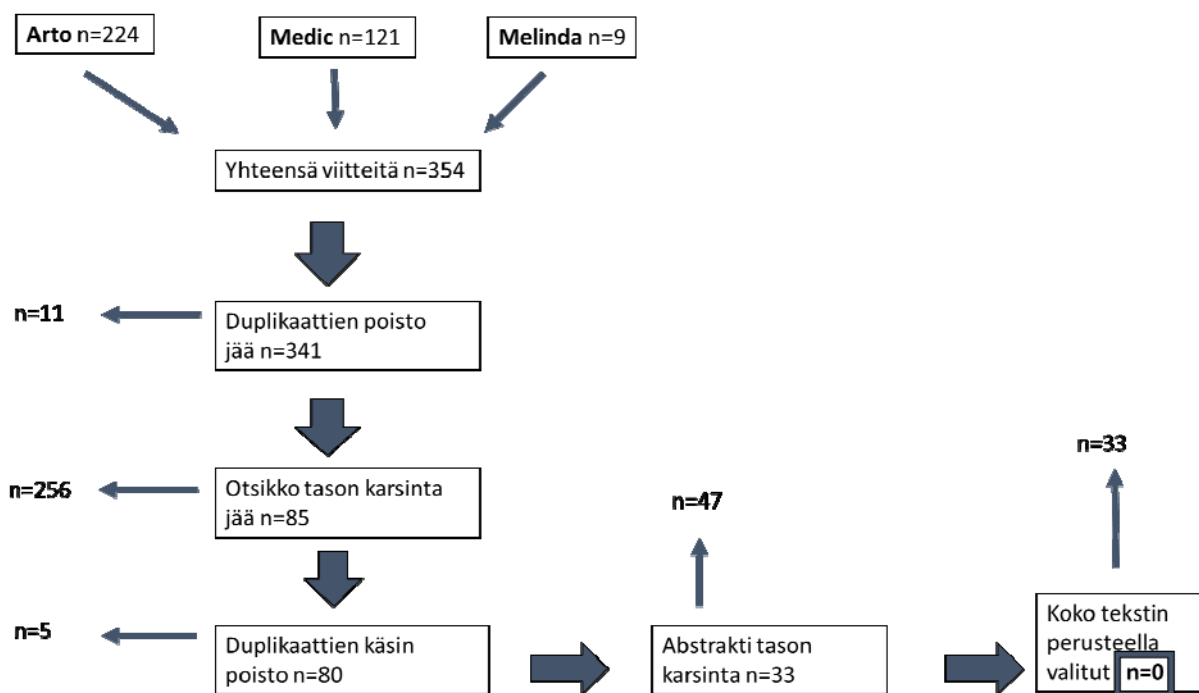 Arto n=224
Medic n=121
Melinda n=9
Yhteensä viitteitä n=354
n=11
Duplikaattien poisto
jää n=341
n=256
Otsikko tason karsinta
jää n=85
n=5
Duplikaattien käsin
poisto n=80
n=47
Abstrakti tason
karsinta n=33
n=33
Koko tekstin
perusteella
valitut n=0